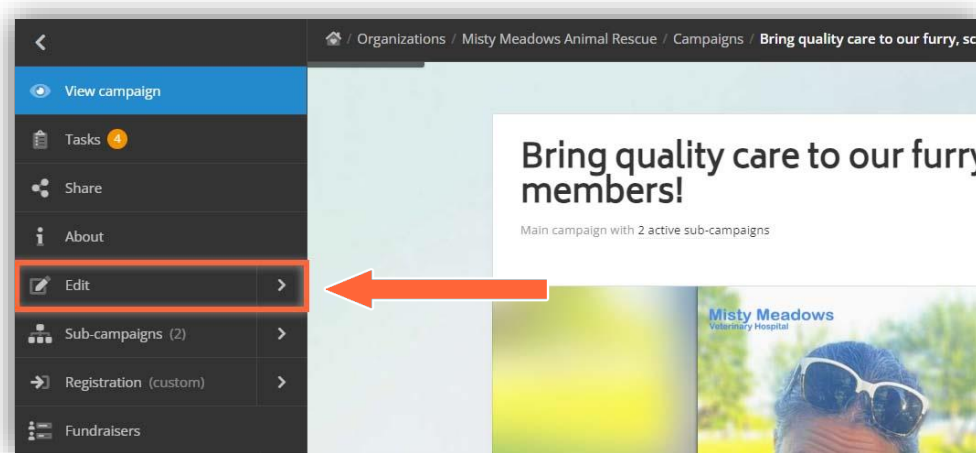 / Organizations / Misty Meadows Animal Rescue / Campaigns / Bring quality care to our furry, sc
View campaign
Tasks 4
Share
About
Edit
Sub-campaigns (2)
Registration (custom)
Fundraisers
Bring quality care to our furry
members!
Main campaign with 2 active sub-campaigns
Misty Meadows
Veterinary Hospital